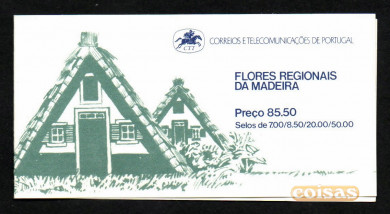 CORREIOS E TELECOMUNICAÇÕES DE PORTUGAL
CTT
FLORES REGIONAIS
DA MADEIRA
Preço 85.50
Selos de 7.00/8.50/20.00/50.00
coisas